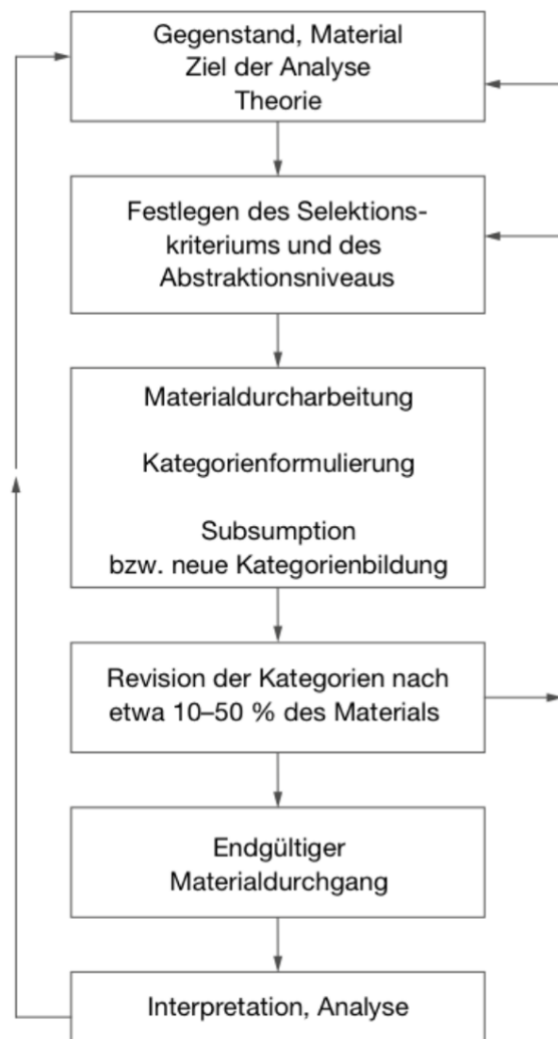 Gegenstand, Material
Ziel der Analyse
Theorie
Festlegen des Selektions-
kriteriums und des
Abstraktionsniveaus
Materialdurcharbeitung
Kategorienformulierung
Subsumption
bzw. neue Kategorienbildung
Revision der Kategorien nach
etwa 10–50 % des Materials
Endgültiger
Materialdurchgang
Interpretation, Analyse